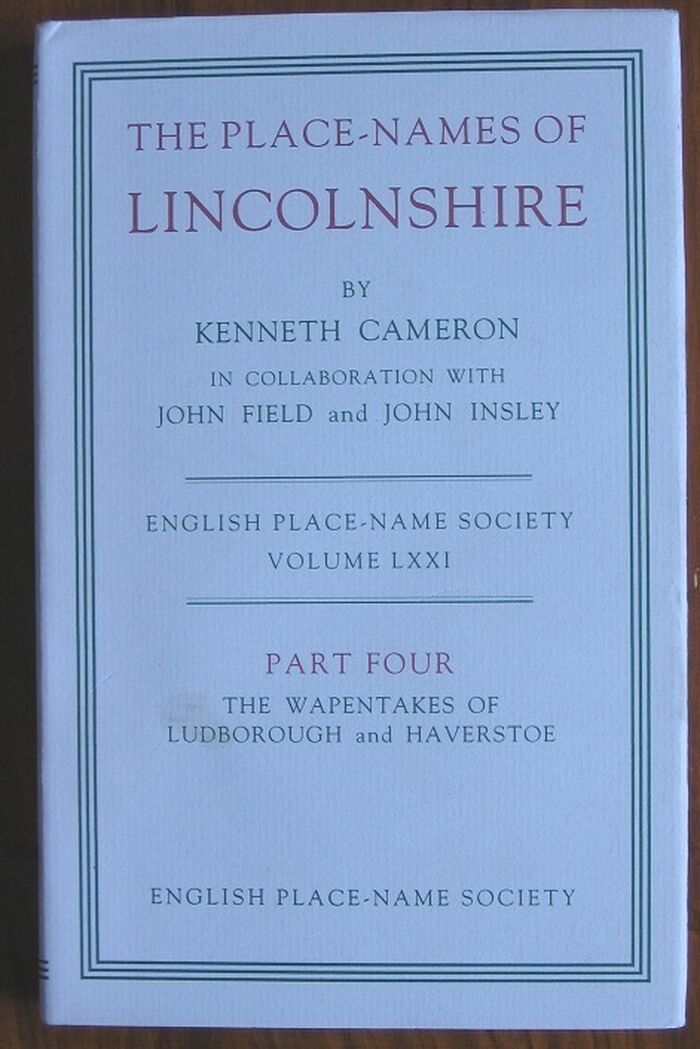 THE PLACE-NAMES OF
LINCOLNSHIRE
BY
KENNETH CAMERON
IN COLLABORATION WITH
JOHN FIELD and JOHN INSLEY
ENGLISH PLACE-NAME SOCIETY
VOLUME LXXI
PART FOUR
THE WAPENTAKES OF
LUDBOROUGH and HAVERSTOE
ENGLISH PLACE-NAME SOCIETY